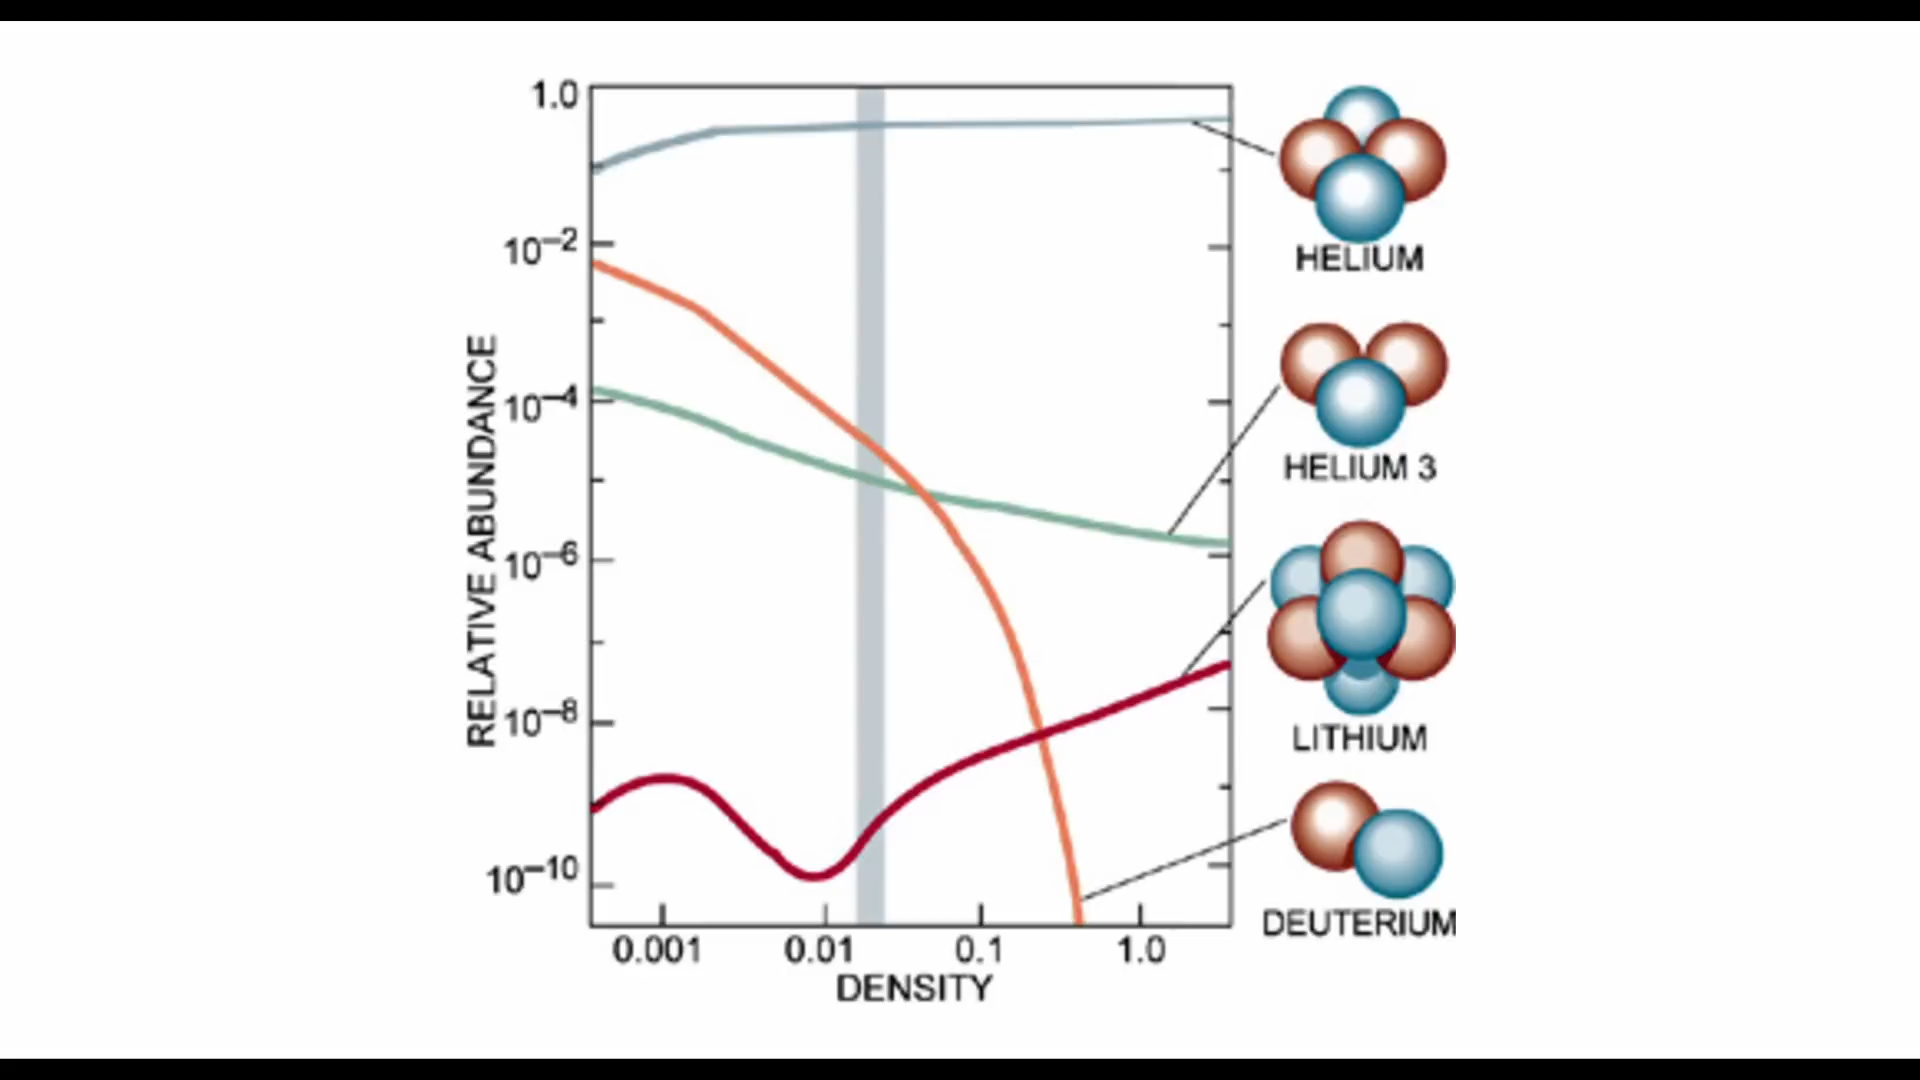 1.0
10−2
10−4
10−6
10−8
10−10
RELATIVE ABUNDANCE
0.001 0.01 0.1 1.0
DENSITY
HELIUM
HELIUM 3
LITHIUM
DEUTERIUM